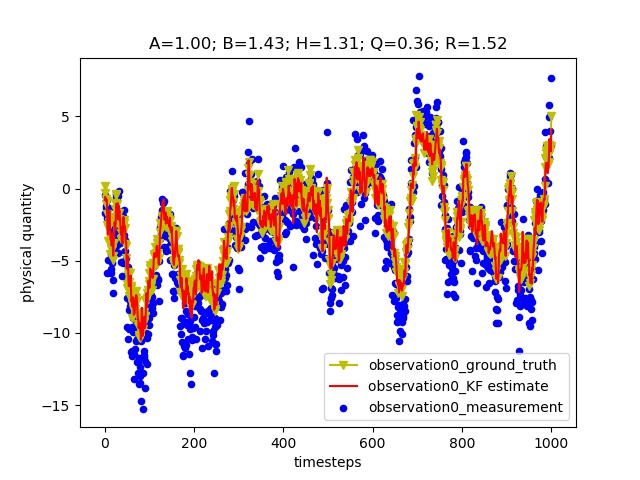 A=1.00; B=1.43; H=1.31; Q=0.36; R=1.52
physical quantity
5
0
−5
−10
−15
0 200 400 600 800 1000
timesteps
observation0_ground_truth
observation0_KF estimate
observation0_measurement